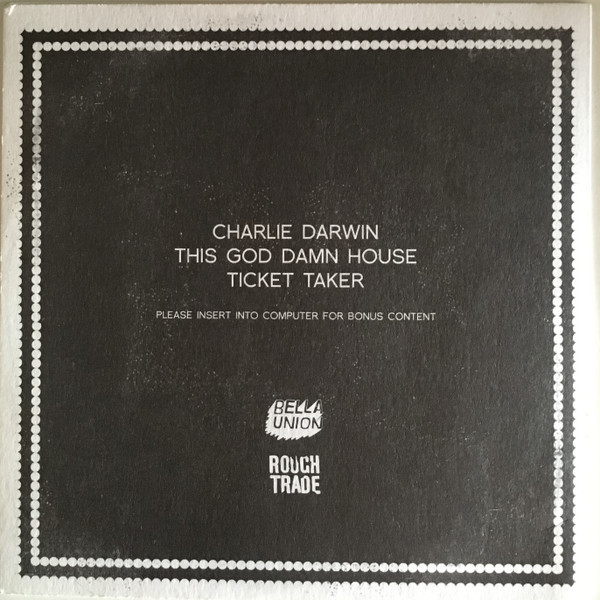 CHARLIE DARWIN
THIS GOD DAMN HOUSE
TICKET TAKER
PLEASE INSERT INTO COMPUTER FOR BONUS CONTENT
BELLA
UNION
ROUGH
TRADE